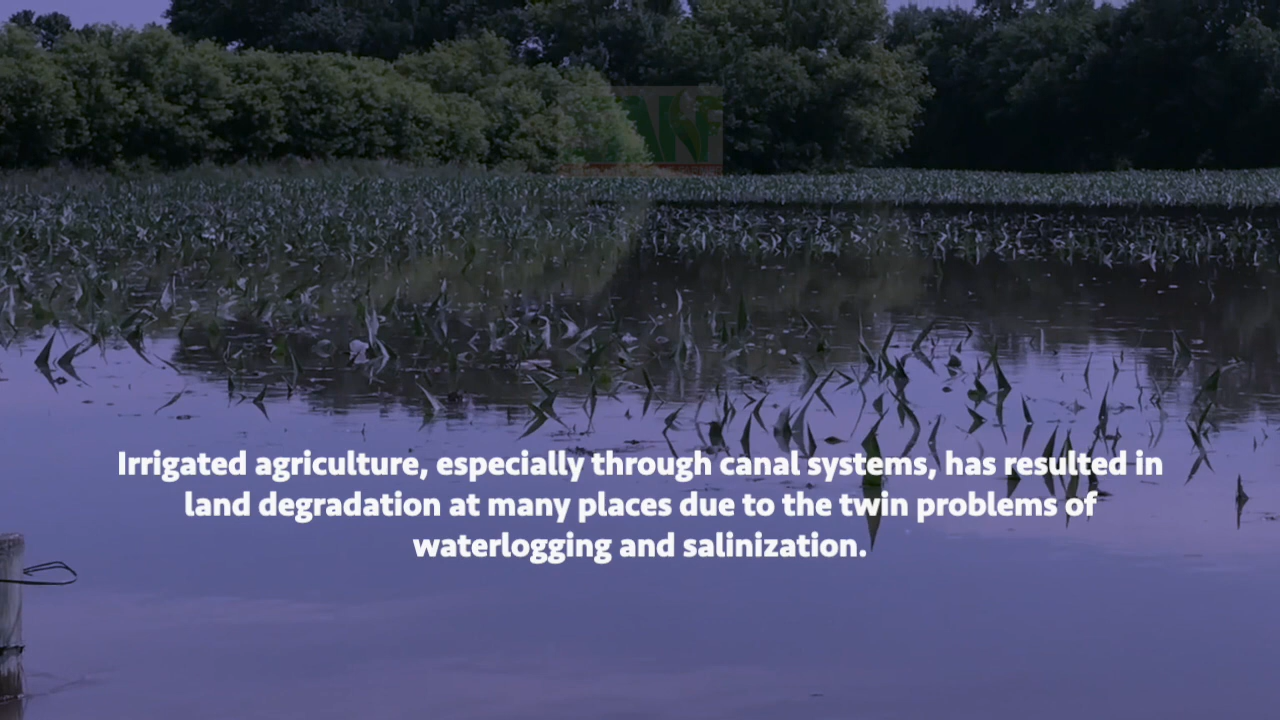 Irrigated agriculture, especially through canal systems, has resulted in
land degradation at many places due to the twin problems of
waterlogging and salinization.